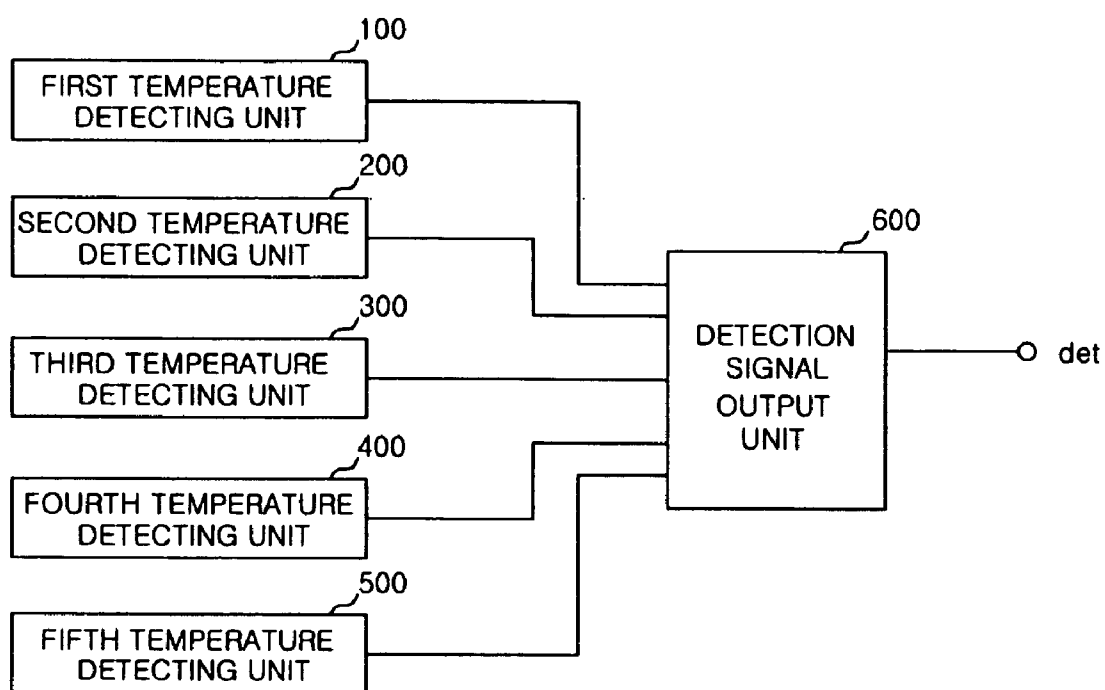 100
FIRST TEMPERATURE
DETECTING UNIT
200
SECOND TEMPERATURE
DETECTING UNIT
300
THIRD TEMPERATURE
DETECTING UNIT
400
FOURTH TEMPERATURE
DETECTING UNIT
500
FIFTH TEMPERATURE
DETECTING UNIT
600
DETECTION
SIGNAL
OUTPUT
UNIT
det